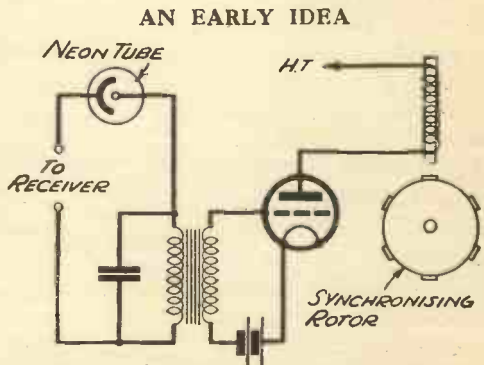 AN EARLY IDEA
NEON TUBE
H.T
TO
RECEIVER
SYNCHRONISING
ROTOR